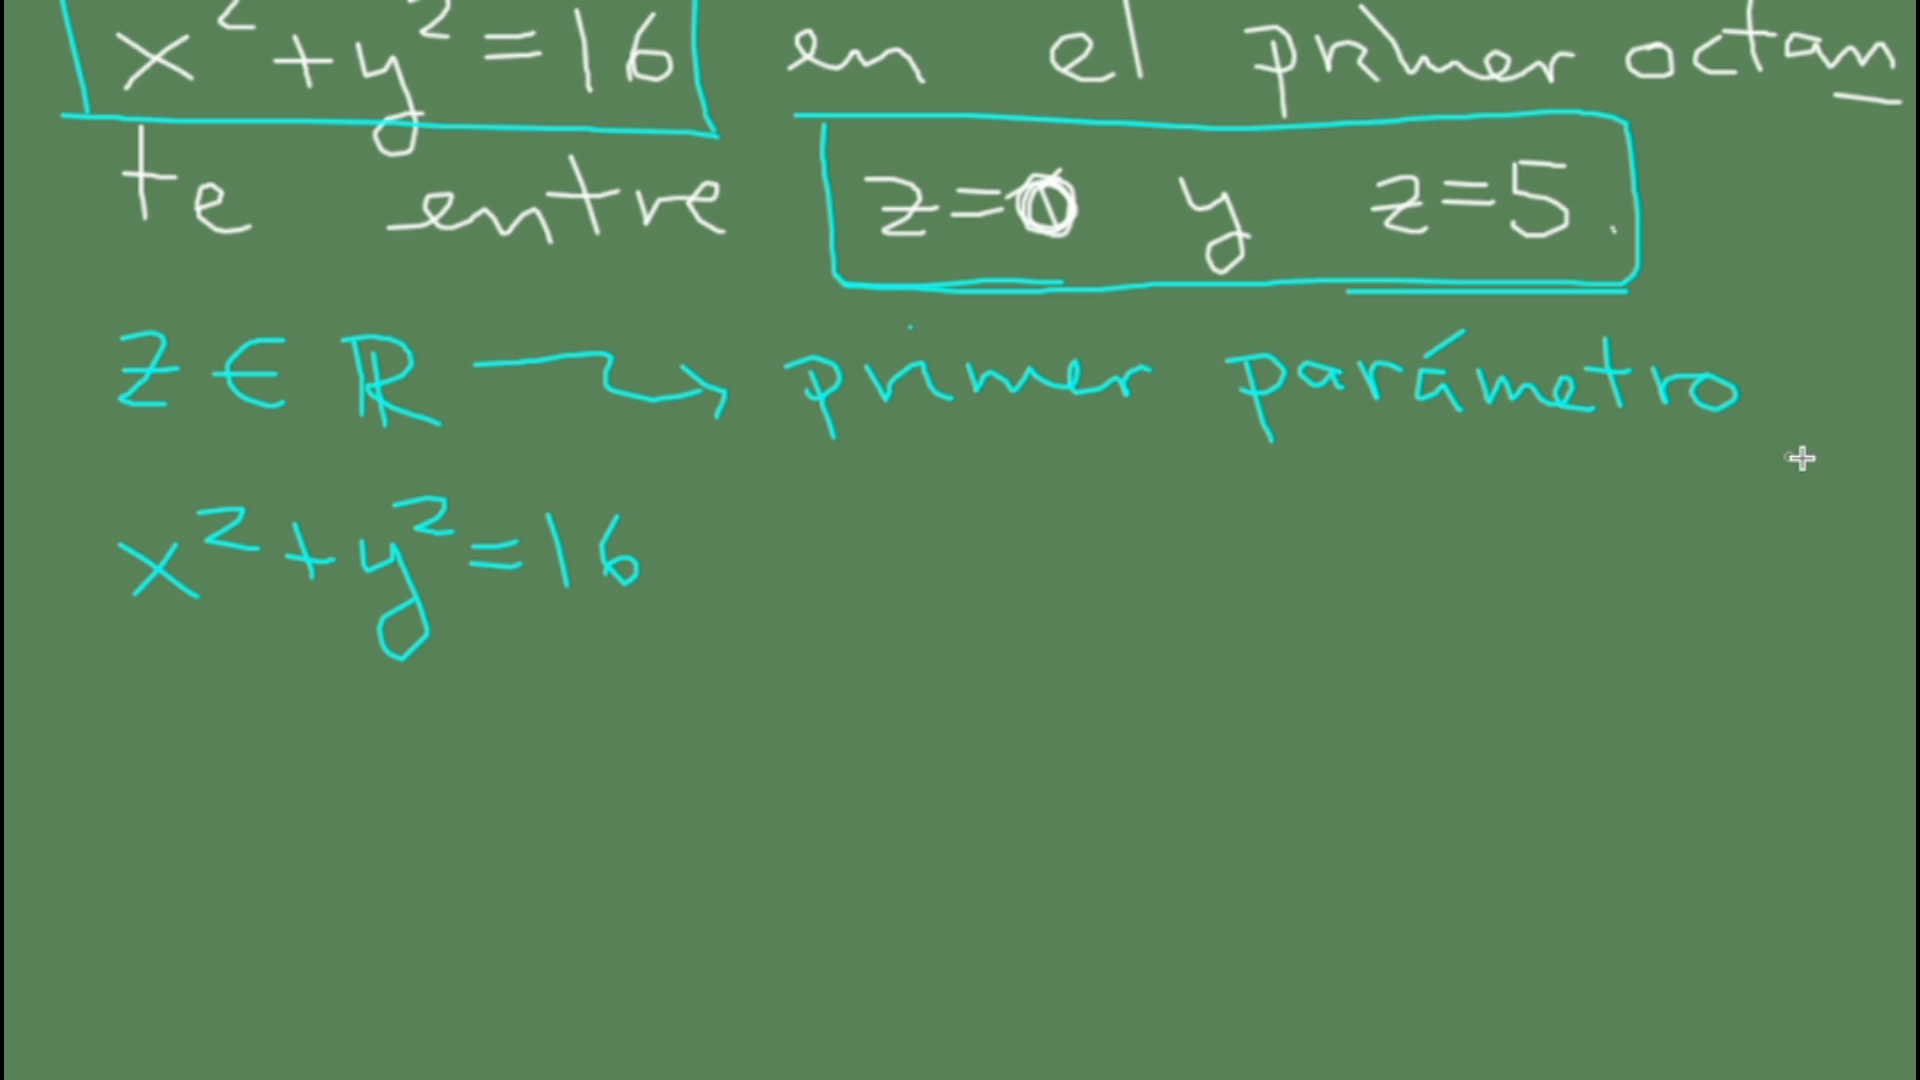 x²+y²=16 en el primer octan
te entre z=0 y z=5.
z∈ℝ → primer parámetro
x²+y²=16